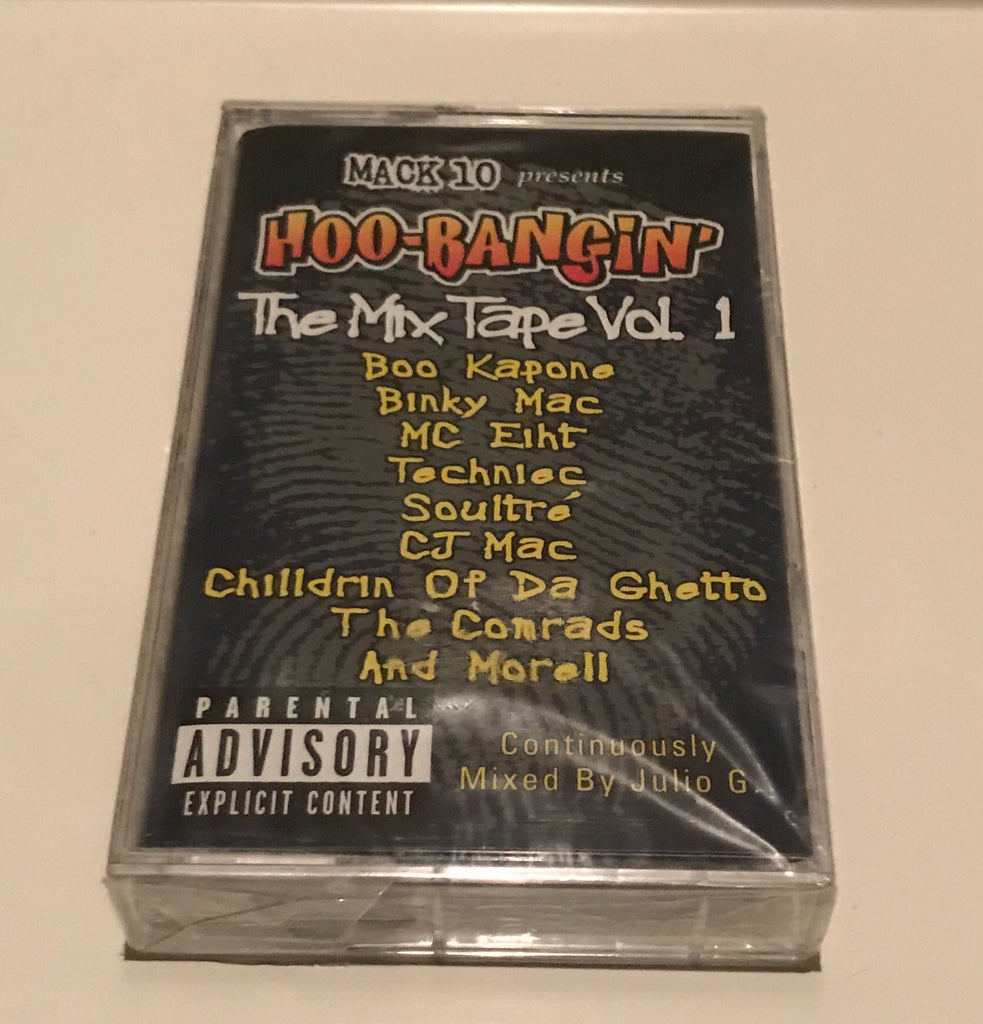 MACK 10 presents
HOO-BANGiN'
The Mix Tape Vol. 1
Boo Kapone
Binky Mac
MC Eiht
Techniec
Soultré
CJ Mac
Chilldrin Of Da Ghetto
The Comrads
And Morell
PARENTAL
ADVISORY
EXPLICIT CONTENT
Continuously
Mixed By Julio G.